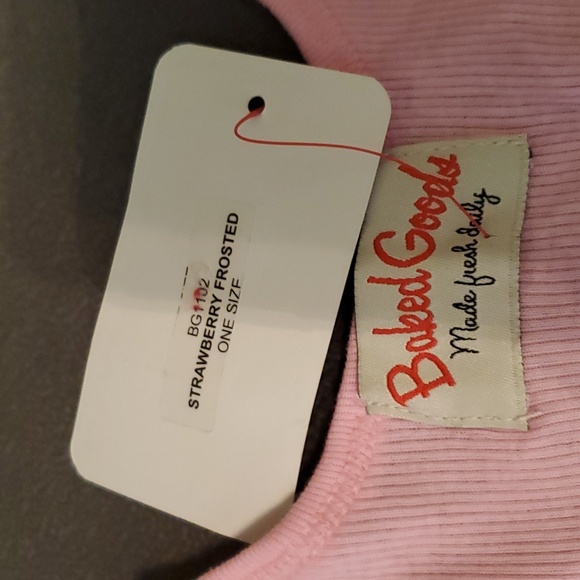 BG1102
STRAWBERRY FROSTED
ONE SIZE
Baked Goods
Made fresh daily